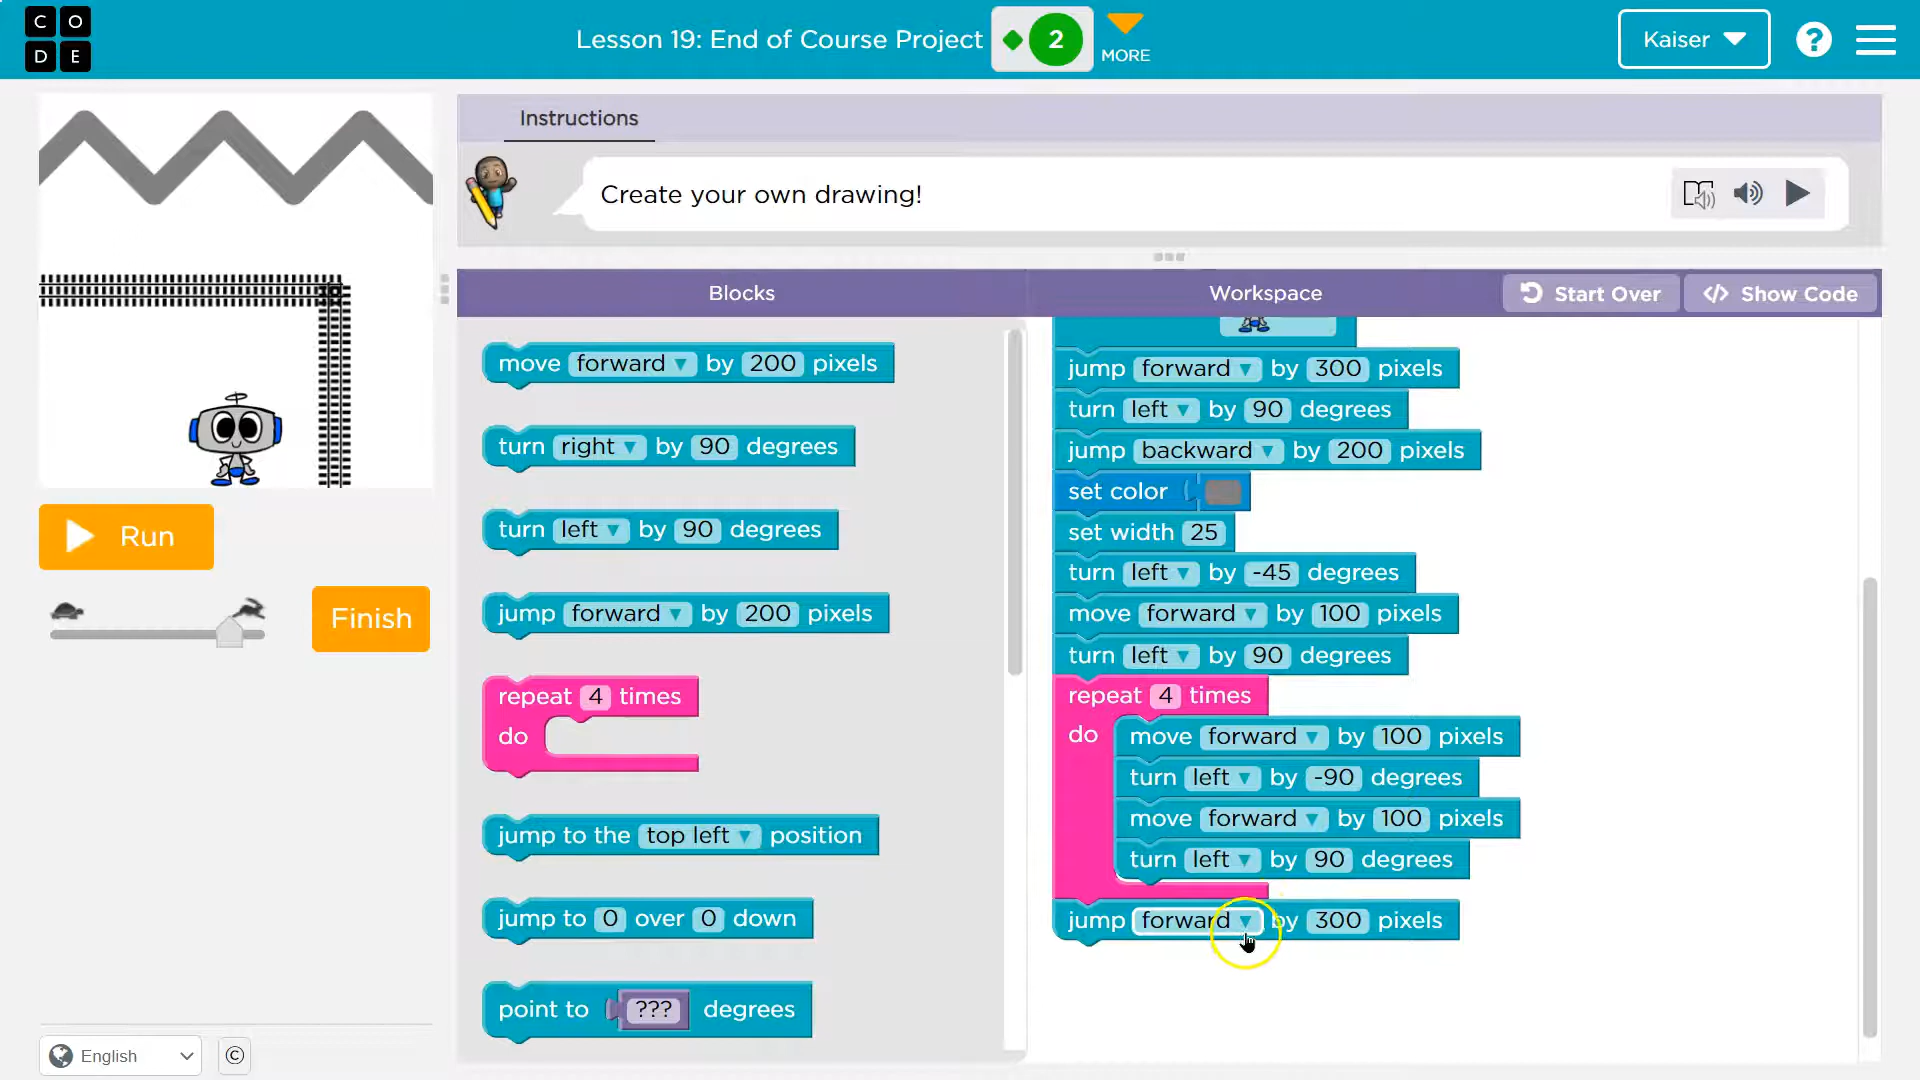 C O
D E
Lesson 19: End of Course Project
2
MORE
Kaiser
?
Instructions
Create your own drawing!
Run
Finish
English
©
Blocks
move forward by 200 pixels
turn right by 90 degrees
turn left by 90 degrees
jump forward by 200 pixels
repeat 4 times
do
jump to the top left position
jump to 0 over 0 down
point to ??? degrees
Workspace
Start Over
Show Code
jump forward by 300 pixels
turn left by 90 degrees
jump backward by 200 pixels
set color
set width 25
turn left by -45 degrees
move forward by 100 pixels
turn left by 90 degrees
repeat 4 times
do move forward by 100 pixels
turn left by -90 degrees
move forward by 100 pixels
turn left by 90 degrees
jump forward by 300 pixels